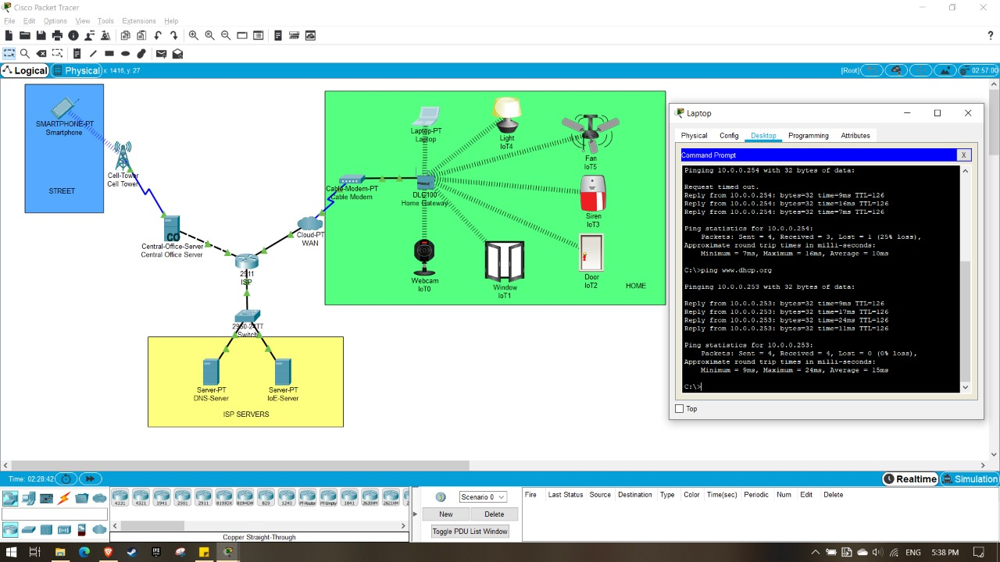 Cisco Packet Tracer
File Edit Options View Tools Extensions Help
?
Logical Physical x: 1416, y: 27 [Root] 02:57:00
SMARTPHONE-PT
Smartphone
Cell-Tower
Cell Tower
STREET
Central-Office-Server
Central Office Server
CO
2911
ISP
Cloud-PT
WAN
Cable-Modem-PT
Cable Modem
Laptop-PT
Laptop
Light
IoT4
Fan
IoT5
DLC100
Home Gateway
Siren
IoT3
Webcam
IoT0
Window
IoT1
Door
IoT2
HOME
2960-24TT
Switch
Server-PT
DNS-Server
Server-PT
IoE-Server
ISP SERVERS
Laptop
Physical Config Desktop Programming Attributes
Command Prompt X
Pinging 10.0.0.254 with 32 bytes of data:
Request timed out.
Reply from 10.0.0.254: bytes=32 time=9ms TTL=126
Reply from 10.0.0.254: bytes=32 time=16ms TTL=126
Reply from 10.0.0.254: bytes=32 time=7ms TTL=126
Ping statistics for 10.0.0.254:
Packets: Sent = 4, Received = 3, Lost = 1 (25% loss),
Approximate round trip times in milli-seconds:
Minimum = 7ms, Maximum = 16ms, Average = 10ms
C:\>ping www.dhcp.org
Pinging 10.0.0.253 with 32 bytes of data:
Reply from 10.0.0.253: bytes=32 time=9ms TTL=126
Reply from 10.0.0.253: bytes=32 time=17ms TTL=126
Reply from 10.0.0.253: bytes=32 time=24ms TTL=126
Reply from 10.0.0.253: bytes=32 time=11ms TTL=126
Ping statistics for 10.0.0.253:
Packets: Sent = 4, Received = 4, Lost = 0 (0% loss),
Approximate round trip times in milli-seconds:
Minimum = 9ms, Maximum = 24ms, Average = 15ms
C:\>
Top
Time: 02:28:42 Realtime Simulation
4331 4321 1941 2901 2911 819IOX 819HGW 829 1240 PT-Router PT-Empty 1841 2620XM 2621XM 2
Copper Straight-Through
Scenario 0
New Delete
Toggle PDU List Window
Fire Last Status Source Destination Type Color Time(sec) Periodic Num Edit Delete
ENG 5:38 PM